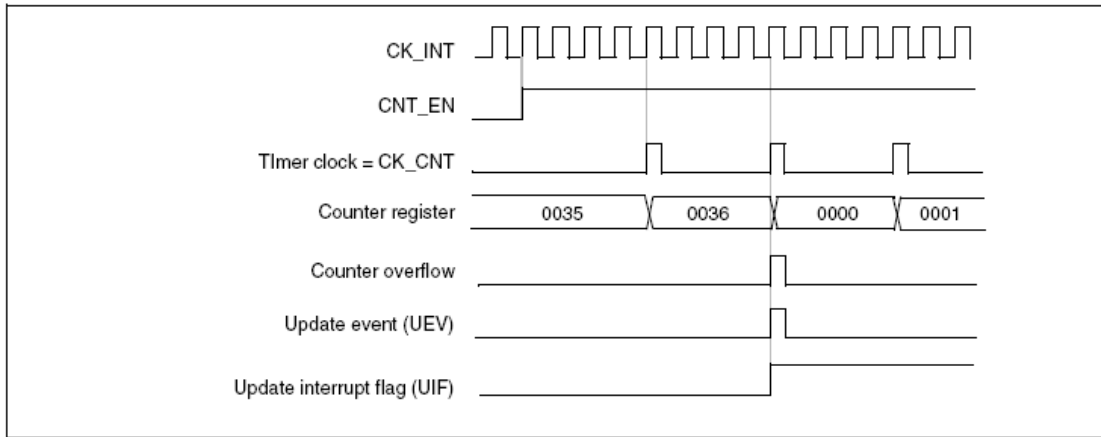 CK_INT
CNT_EN
TImer clock = CK_CNT
Counter register
0035 0036 0000 0001
Counter overflow
Update event (UEV)
Update interrupt flag (UIF)